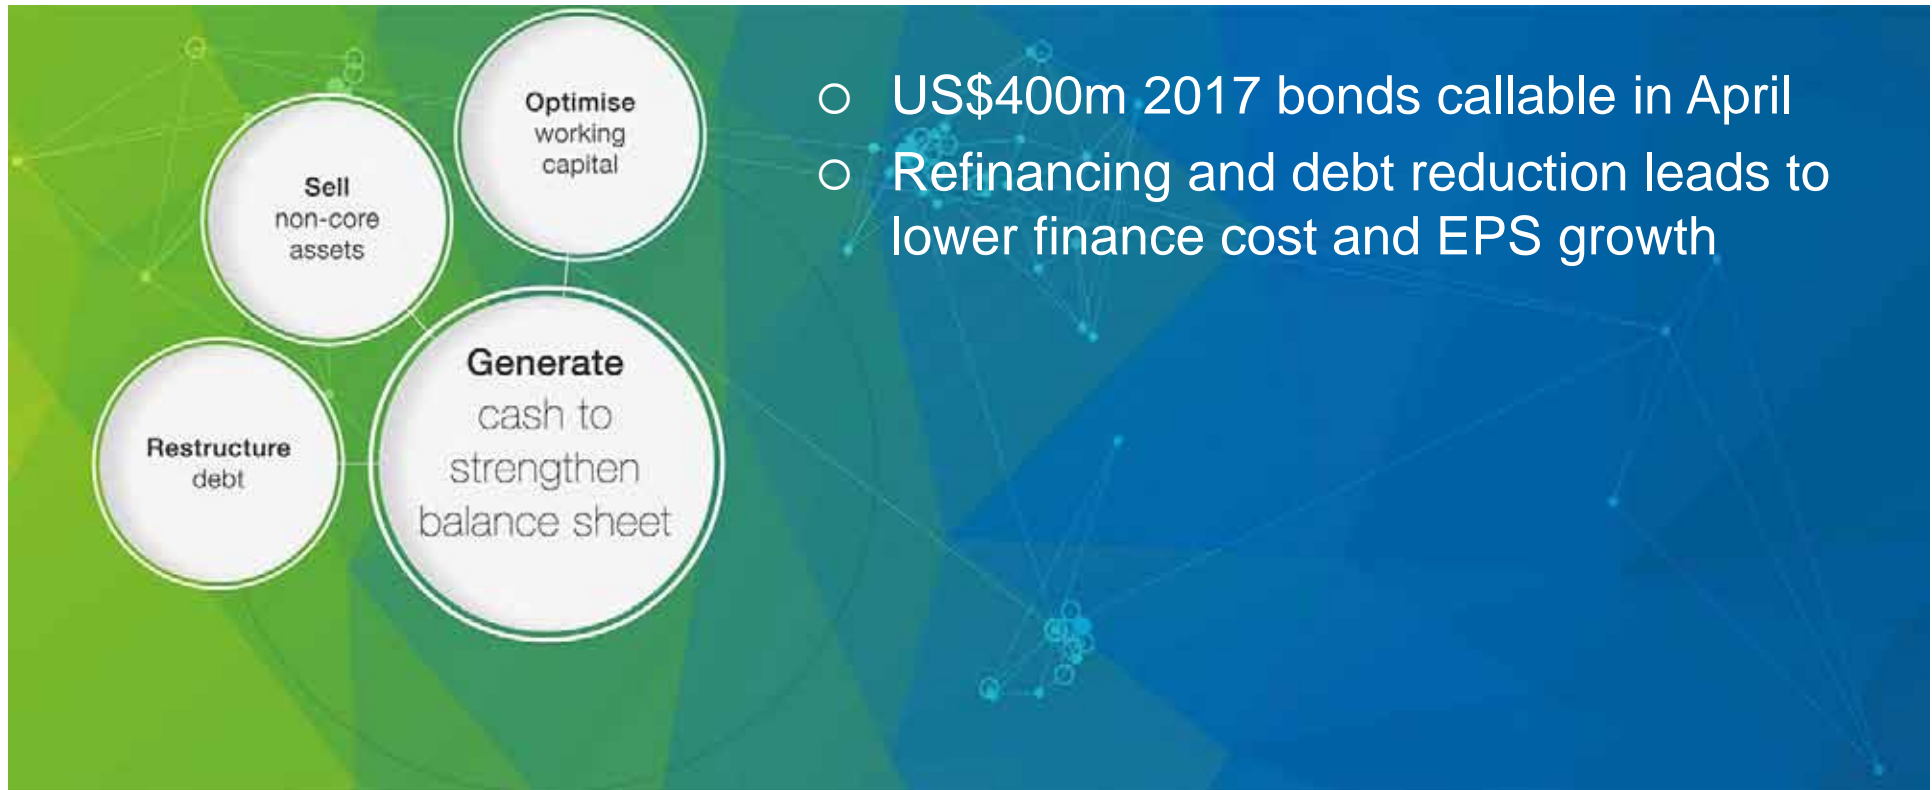 Optimise
working
capital
Sell
non-core
assets
Restructure
debt
Generate
cash to
strengthen
balance sheet
○ US$400m 2017 bonds callable in April
○ Refinancing and debt reduction leads to
lower finance cost and EPS growth